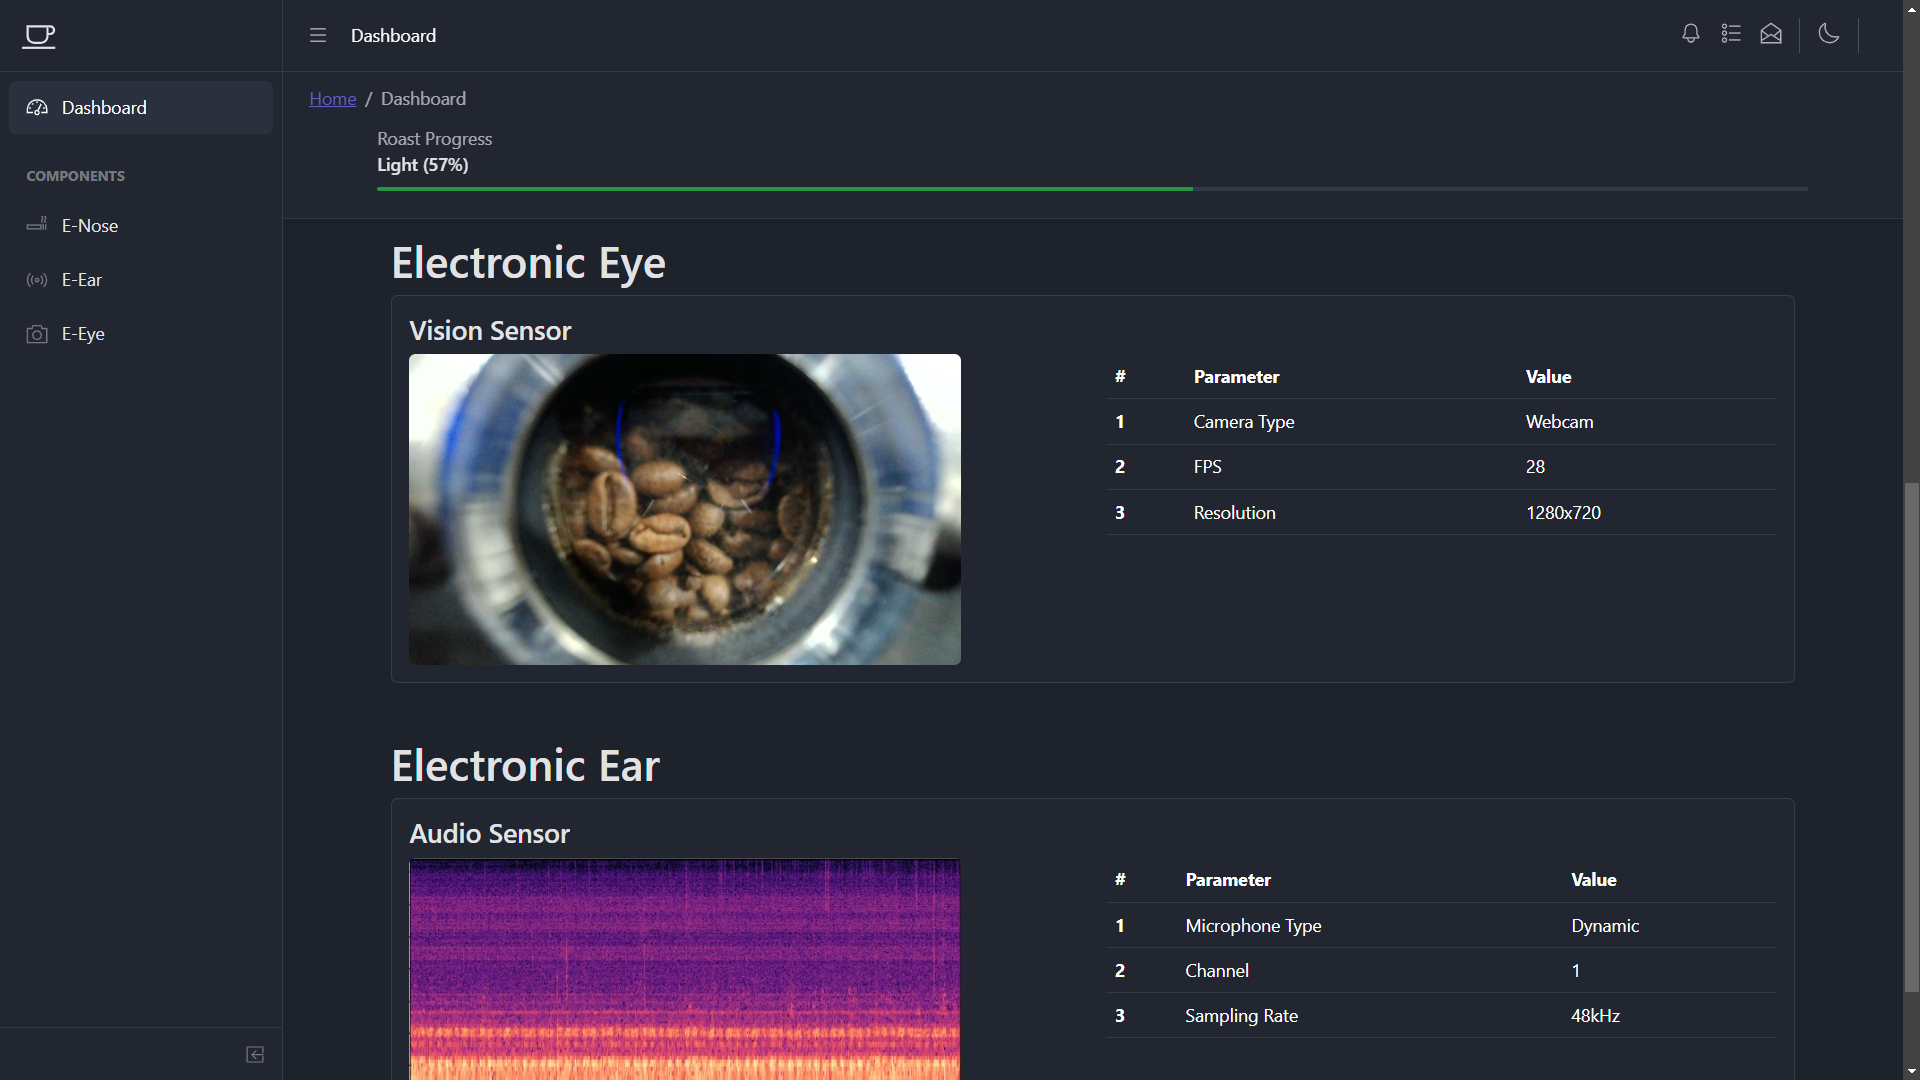 Dashboard
Dashboard
COMPONENTS
E-Nose
E-Ear
E-Eye
Home / Dashboard
Roast Progress
Light (57%)
Electronic Eye
Vision Sensor
# Parameter Value
1 Camera Type Webcam
2 FPS 28
3 Resolution 1280x720
Electronic Ear
Audio Sensor
# Parameter Value
1 Microphone Type Dynamic
2 Channel 1
3 Sampling Rate 48kHz